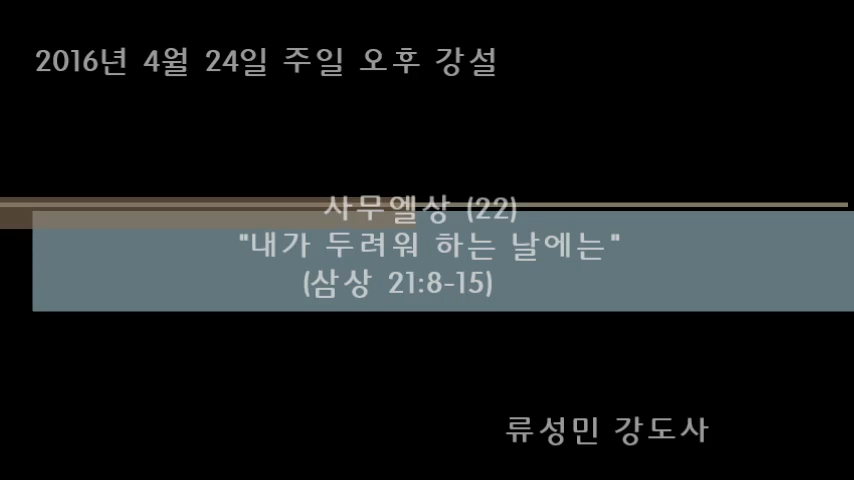 2016년 4월 24일 주일 오후 강설
사무엘상 (22)
"내가 두려워 하는 날에는"
(삼상 21:8-15)
류성민 강도사